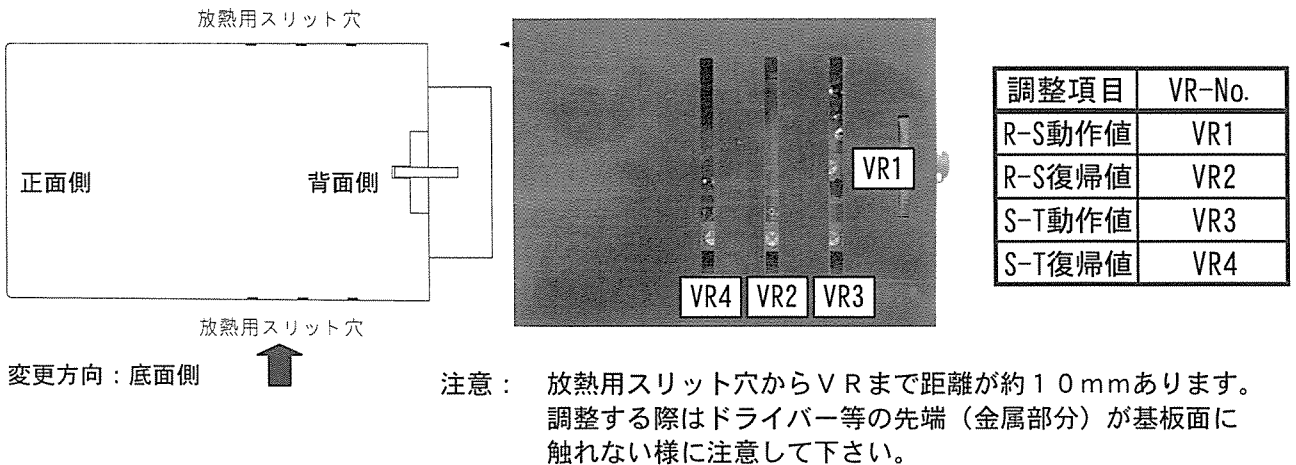 放熱用スリット穴
正面側
背面側
放熱用スリット穴
変更方向：底面側
VR1
VR4 VR2 VR3
調整項目 VR-No.
R-S動作値 VR1
R-S復帰値 VR2
S-T動作値 VR3
S-T復帰値 VR4
注意： 放熱用スリット穴からＶＲまで距離が約１０mmあります。
調整する際はドライバー等の先端（金属部分）が基板面に
触れない様に注意して下さい。